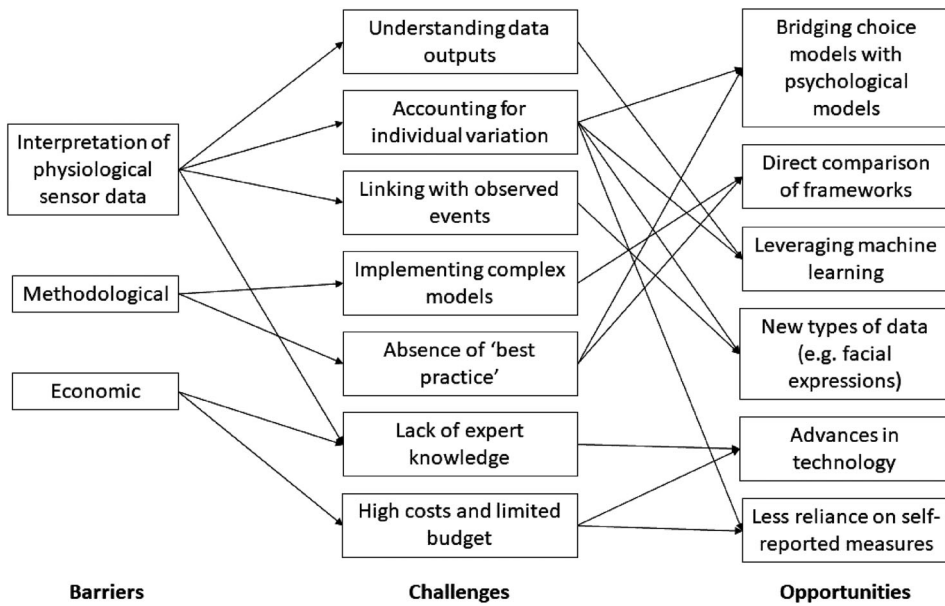 Interpretation of
physiological
sensor data
Methodological
Economic
Barriers
Understanding data
outputs
Accounting for
individual variation
Linking with observed
events
Implementing complex
models
Absence of ‘best
practice’
Lack of expert
knowledge
High costs and limited
budget
Challenges
Bridging choice
models with
psychological
models
Direct comparison
of frameworks
Leveraging machine
learning
New types of data
(e.g. facial
expressions)
Advances in
technology
Less reliance on self-
reported measures
Opportunities